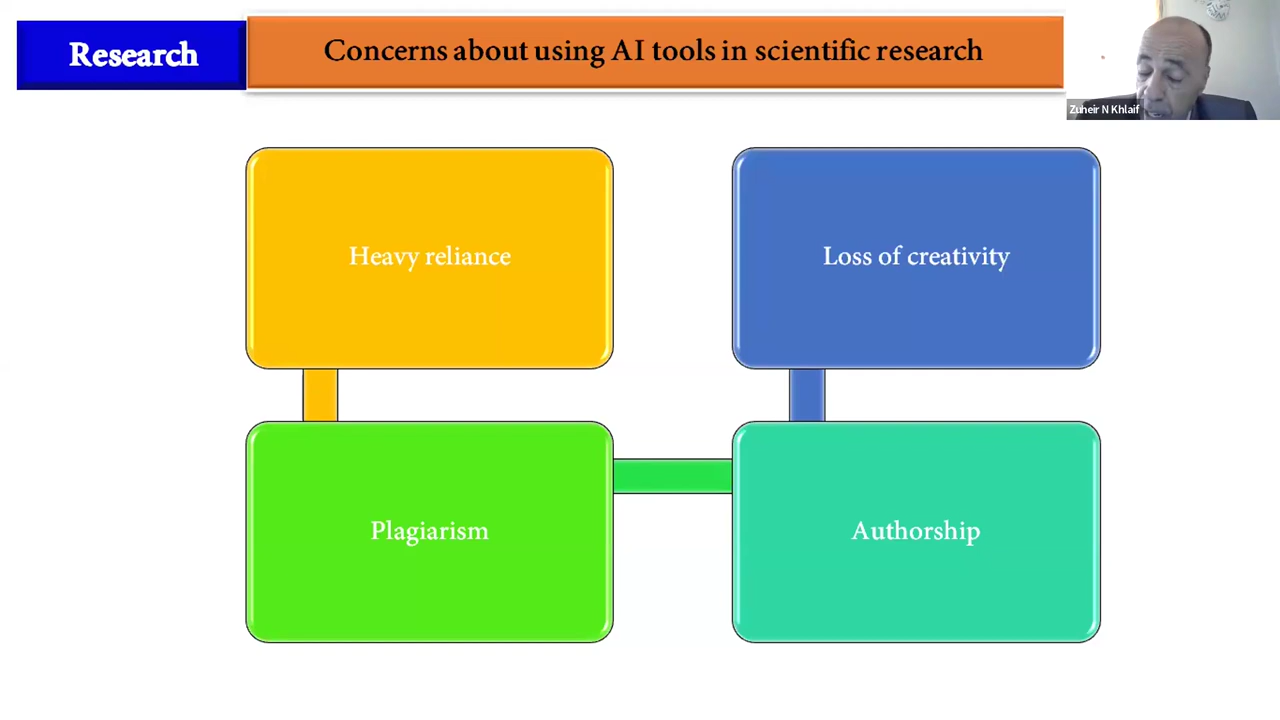 Research
Concerns about using AI tools in scientific research
Zuheir N Khlaif
Heavy reliance
Loss of creativity
Plagiarism
Authorship